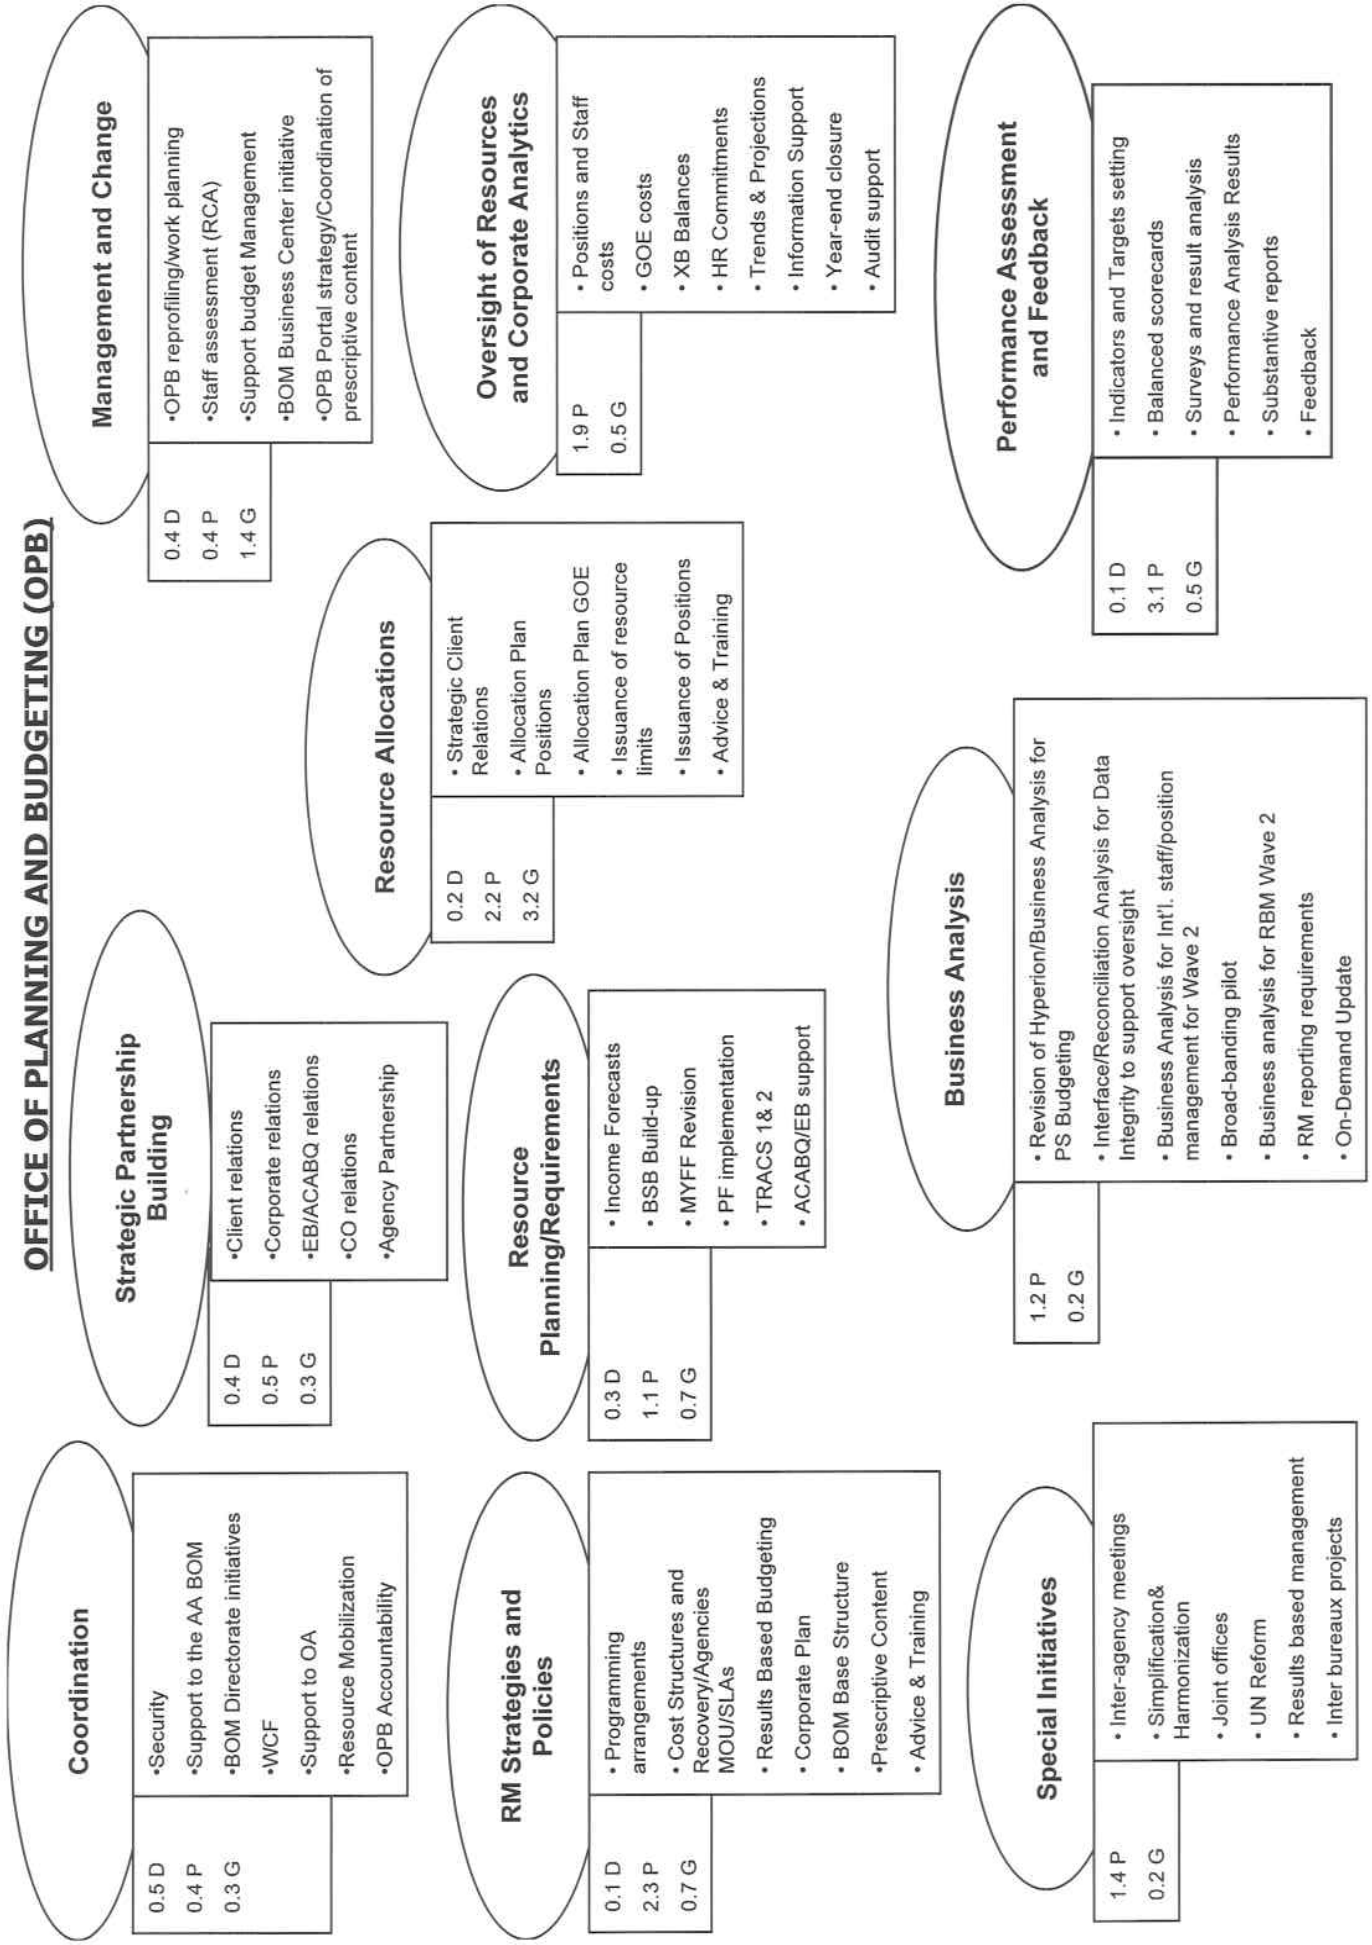 OFFICE OF PLANNING AND BUDGETING (OPB)
Coordination
0.5 D
0.4 P
0.3 G
•Security
•Support to the AA BOM
•BOM Directorate initiatives
•WCF
•Support to OA
•Resource Mobilization
•OPB Accountability
Strategic Partnership
Building
0.4 D
0.5 P
0.3 G
•Client relations
•Corporate relations
•EB/ACABQ relations
•CO relations
•Agency Partnership
Resource Allocations
0.2 D
2.2 P
3.2 G
• Strategic Client
Relations
• Allocation Plan
Positions
• Allocation Plan GOE
• Issuance of resource
limits
• Issuance of Positions
• Advice & Training
Management and Change
0.4 D
0.4 P
1.4 G
•OPB reprofiling/work planning
•Staff assessment (RCA)
•Support budget Management
•BOM Business Center initiative
•OPB Portal strategy/Coordination of
prescriptive content
RM Strategies and
Policies
0.1 D
2.3 P
0.7 G
• Programming
arrangements
• Cost Structures and
Recovery/Agencies
MOU/SLAs
• Results Based Budgeting
• Corporate Plan
• BOM Base Structure
•Prescriptive Content
• Advice & Training
Resource
Planning/Requirements
0.3 D
1.1 P
0.7 G
• Income Forecasts
• BSB Build-up
• MYFF Revision
• PF implementation
• TRACS 1& 2
• ACABQ/EB support
Oversight of Resources
and Corporate Analytics
1.9 P
0.5 G
• Positions and Staff
costs
• GOE costs
• XB Balances
• HR Commitments
• Trends & Projections
• Information Support
• Year-end closure
• Audit support
Special Initiatives
1.4 P
0.2 G
• Inter-agency meetings
• Simplification&
Harmonization
• Joint offices
• UN Reform
• Results based management
• Inter bureaux projects
Business Analysis
1.2 P
0.2 G
• Revision of Hyperion/Business Analysis for
PS Budgeting
• Interface/Reconciliation Analysis for Data
Integrity to support oversight
• Business Analysis for Int'l. staff/position
management for Wave 2
• Broad-banding pilot
• Business analysis for RBM Wave 2
• RM reporting requirements
• On-Demand Update
Performance Assessment
and Feedback
0.1 D
3.1 P
0.5 G
• Indicators and Targets setting
• Balanced scorecards
• Surveys and result analysis
• Performance Analysis Results
• Substantive reports
• Feedback